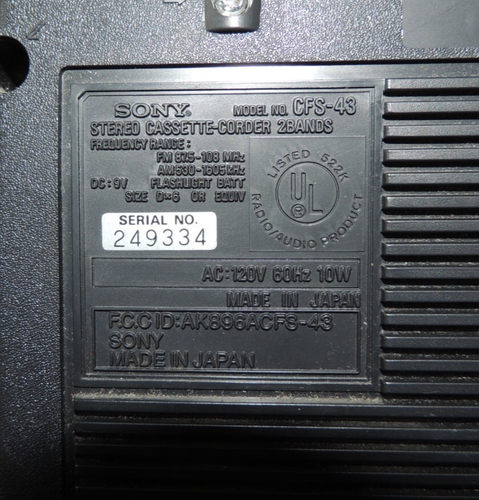 SONY. MODEL NO. CFS-43
STEREO CASSETTE-CORDER 2BANDS
FREQUENCY RANGE:
FM 87.5-108 MHz
AM 530-1605 kHz
DC: 9V FLASHLIGHT BATT
SIZE D×6 OR EQUIV
LISTED 522K
UL
®
RADIO/AUDIO PRODUCT
SERIAL NO.
249334
AC: 120V 60Hz 10W
MADE IN JAPAN
F.C.C ID: AK896ACFS-43
SONY
MADE IN JAPAN